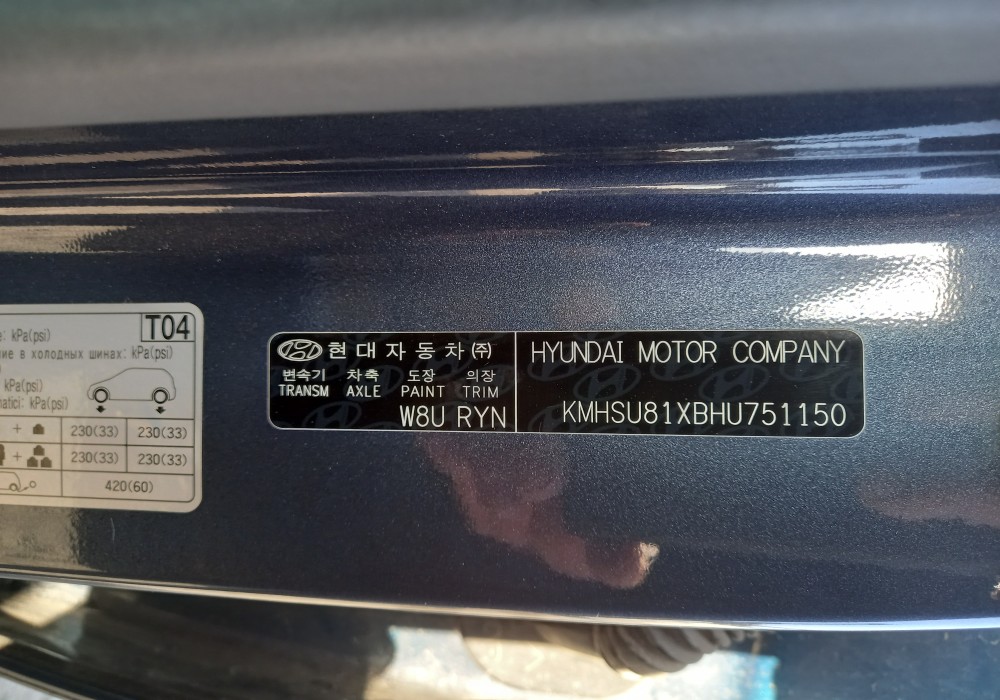 T04
e: kPa(psi)
ние в холодных шинах: kPa(psi)
kPa(psi)
matici: kPa(psi)
+ 230(33) 230(33)
+ 230(33) 230(33)
420(60)
현대자동차㈜
변속기 차축 도장 의장
TRANSM AXLE PAINT TRIM
W8U RYN
HYUNDAI MOTOR COMPANY
KMHSU81XBHU751150